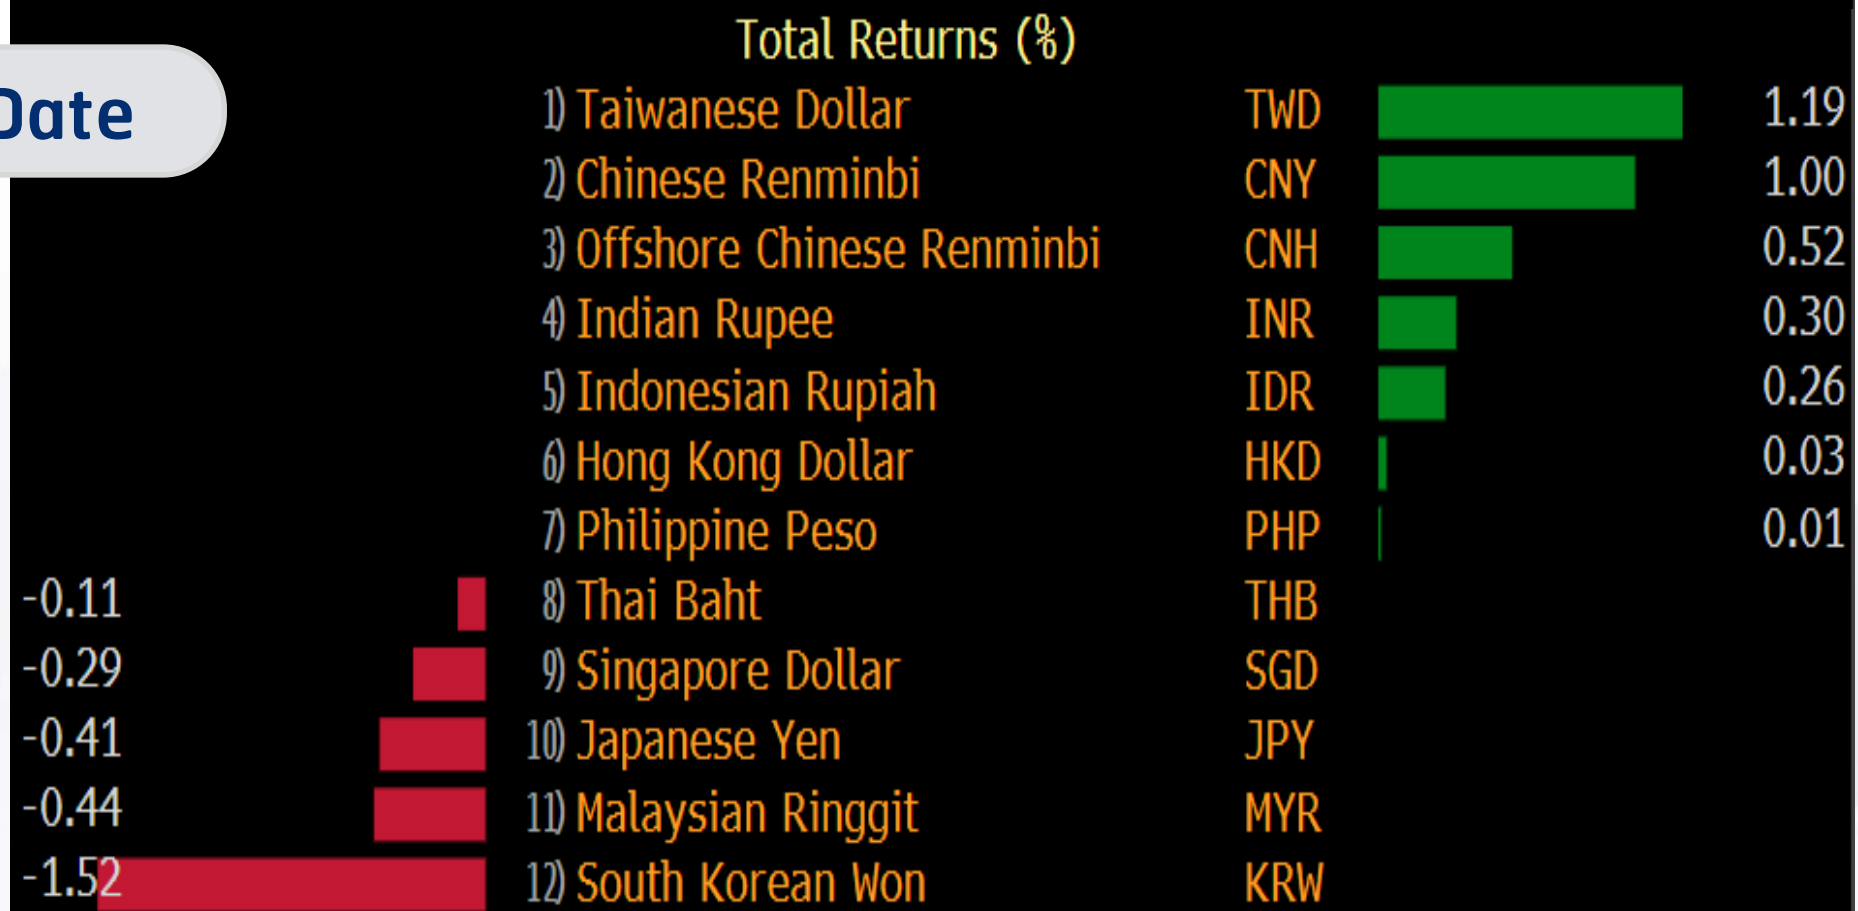 Total Returns (%)
Date
1) Taiwanese Dollar TWD 1.19
2) Chinese Renminbi CNY 1.00
3) Offshore Chinese Renminbi CNH 0.52
4) Indian Rupee INR 0.30
5) Indonesian Rupiah IDR 0.26
6) Hong Kong Dollar HKD 0.03
7) Philippine Peso PHP 0.01
-0.11 8) Thai Baht THB
-0.29 9) Singapore Dollar SGD
-0.41 10) Japanese Yen JPY
-0.44 11) Malaysian Ringgit MYR
-1.52 12) South Korean Won KRW